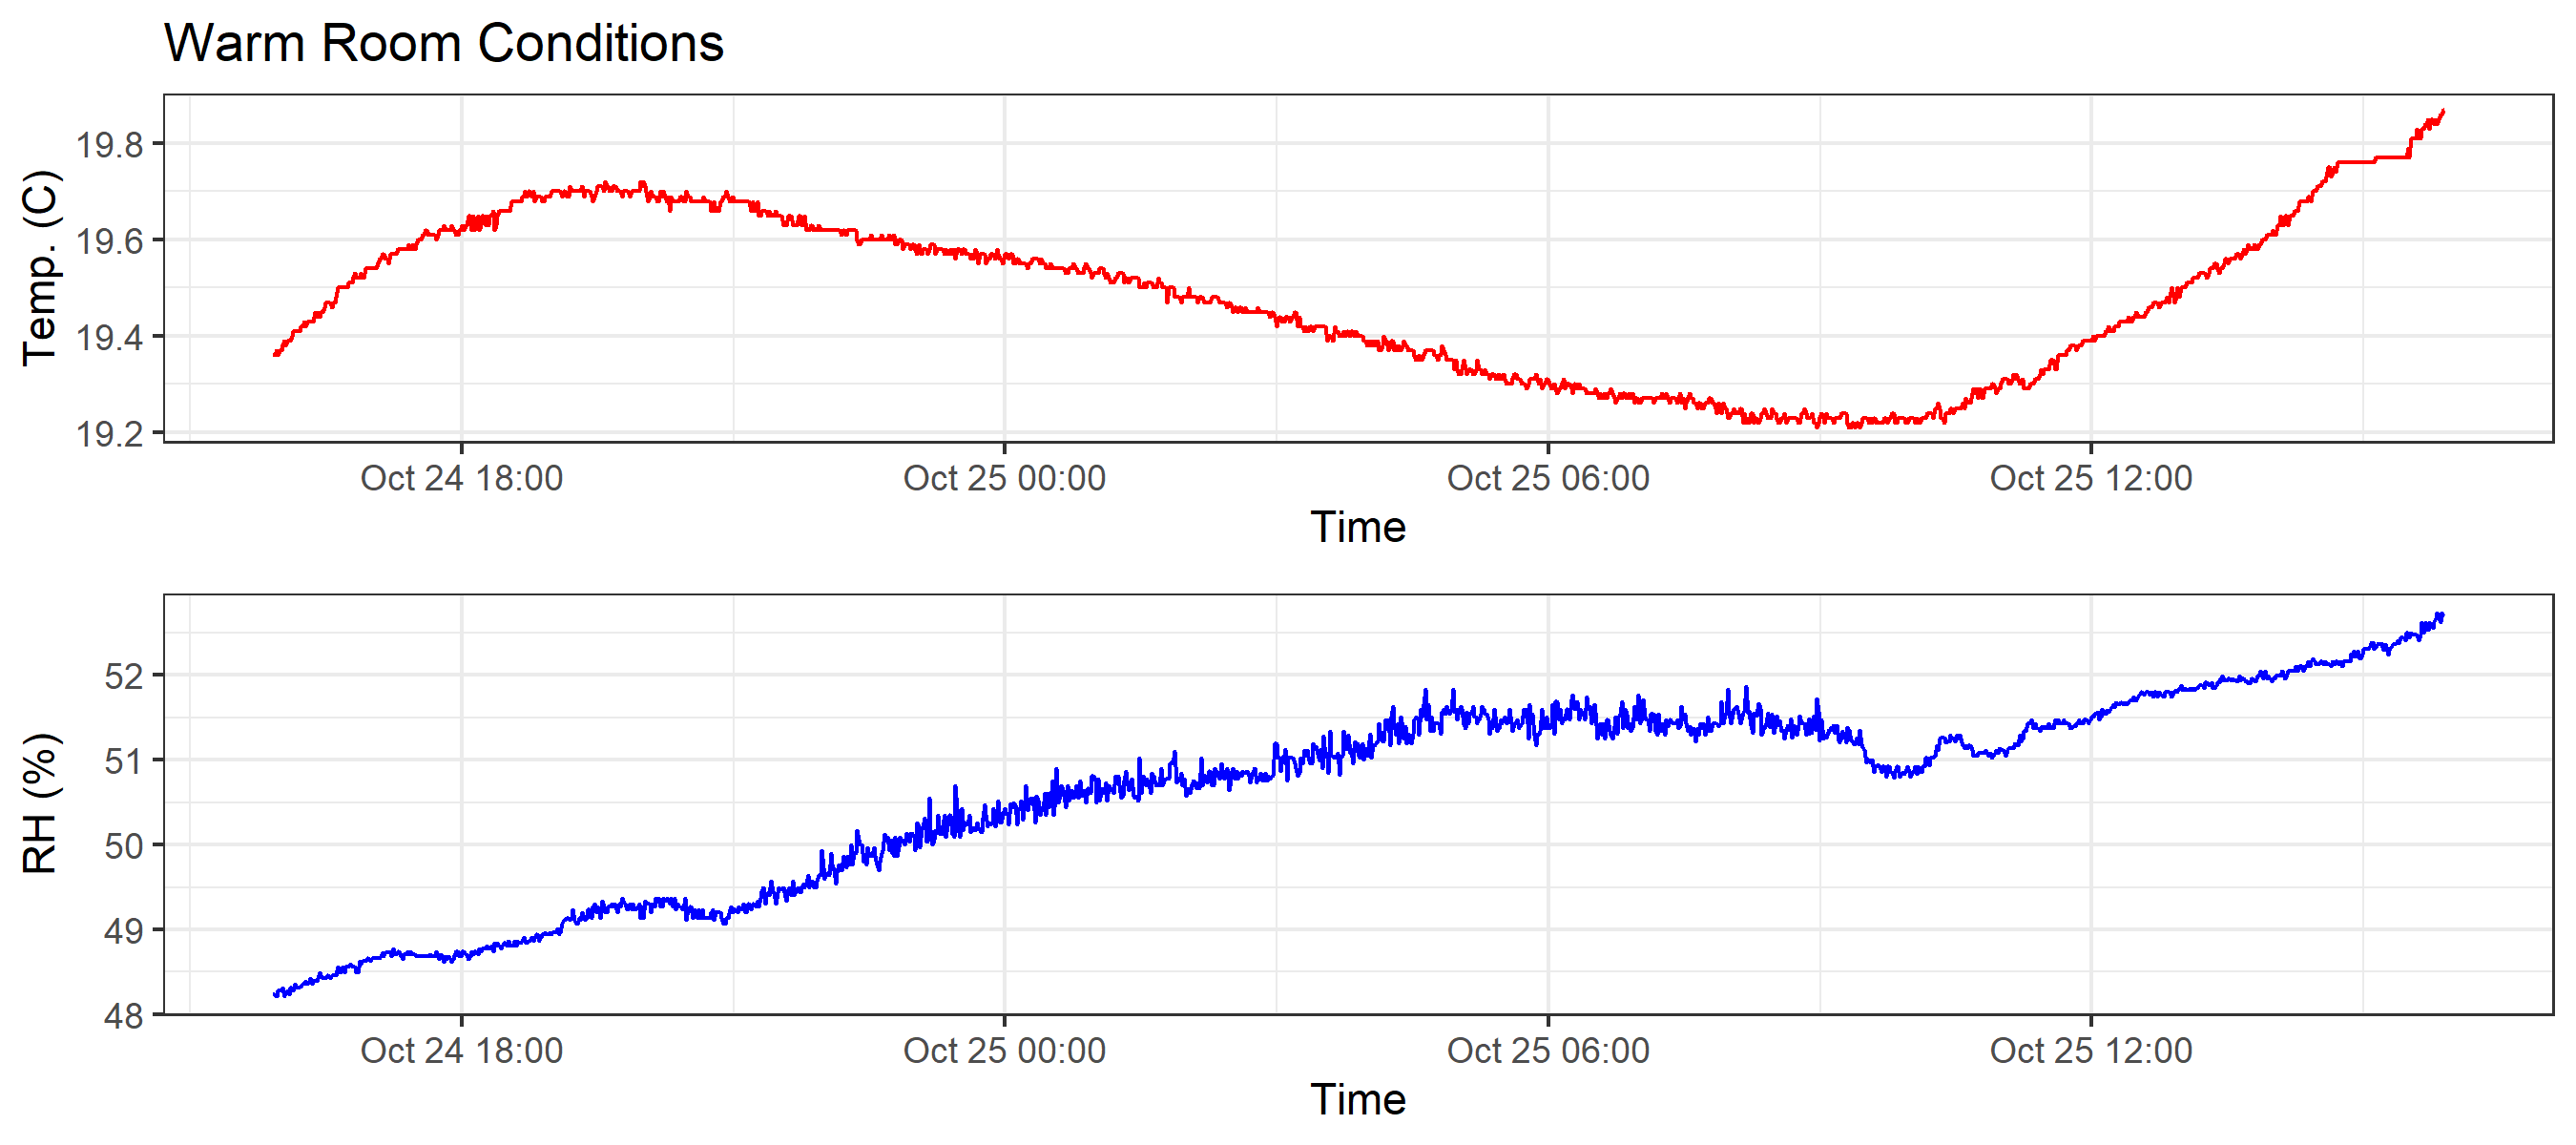 Warm Room Conditions
Temp. (C)
19.8
19.6
19.4
19.2
Oct 24 18:00 Oct 25 00:00 Oct 25 06:00 Oct 25 12:00
Time
RH (%)
52
51
50
49
48
Oct 24 18:00 Oct 25 00:00 Oct 25 06:00 Oct 25 12:00
Time